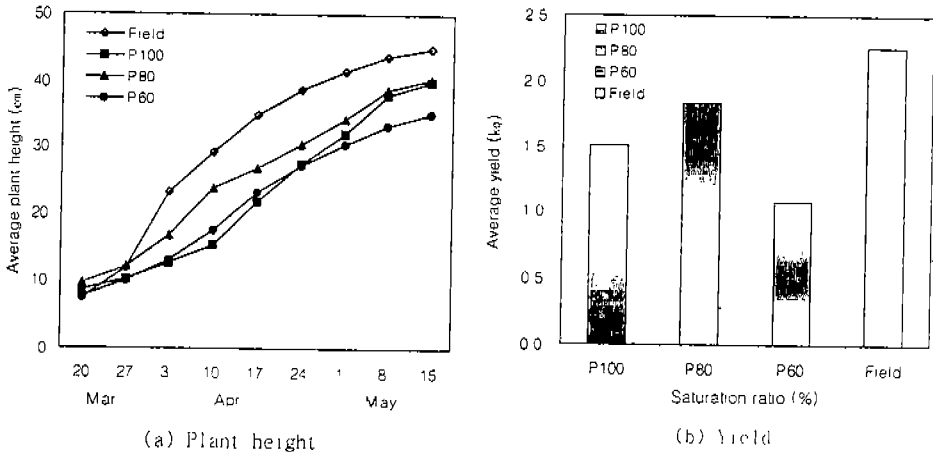 50
40
30
20
10
0
Average plant height (cm)
Field
P100
P80
P60
20 27 3 10 17 24 1 8 15
Mar Apr May
(a) Plant height
2 5
2 0
1 5
1 0
0 5
0 0
Average yield (kg)
P100
P80
P60
Field
P100 P80 P60 Field
Saturation ratio (%)
(b) Yield